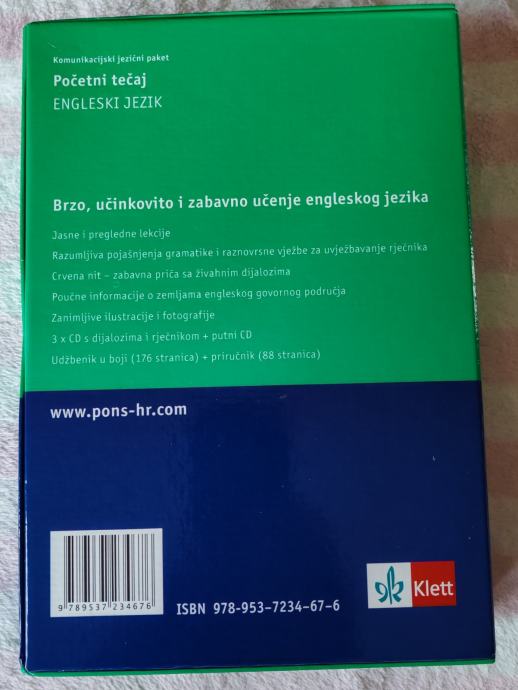 Komunikacijski jezični paket
Početni tečaj
ENGLESKI JEZIK
Brzo, učinkovito i zabavno učenje engleskog jezika
Jasne i pregledne lekcije
Razumljiva pojašnjenja gramatike i raznovrsne vježbe za uvježbavanje rječnika
Crvena nit – zabavna priča sa živahnim dijalozima
Poučne informacije o zemljama engleskog govornog područja
Zanimljive ilustracije i fotografije
3 x CD s dijalozima i rječnikom + putni CD
Udžbenik u boji (176 stranica) + priručnik (88 stranica)
www.pons-hr.com
9 789537 234676
ISBN 978-953-7234-67-6
Klett